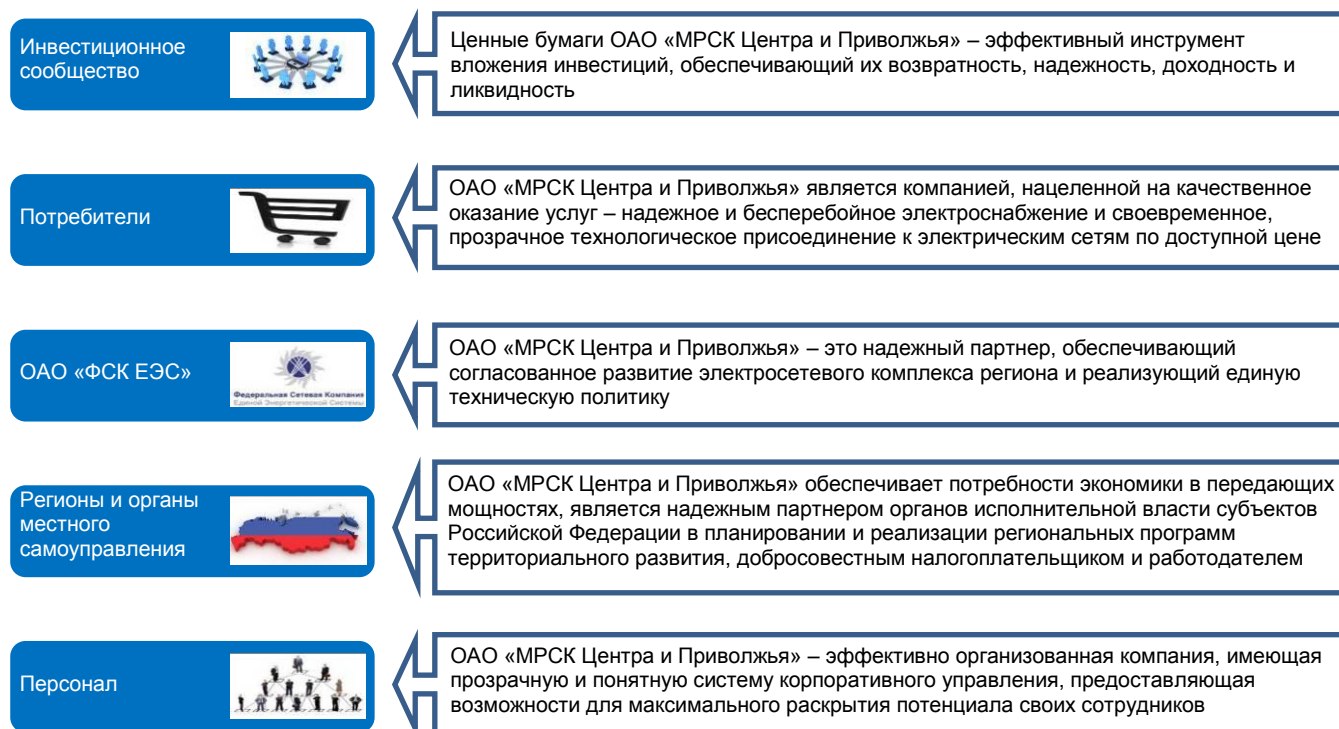 Инвестиционное
сообщество
Ценные бумаги ОАО «МРСК Центра и Приволжья» – эффективный инструмент
вложения инвестиций, обеспечивающий их возвратность, надежность, доходность и
ликвидность
Потребители
ОАО «МРСК Центра и Приволжья» является компанией, нацеленной на качественное
оказание услуг – надежное и бесперебойное электроснабжение и своевременное,
прозрачное технологическое присоединение к электрическим сетям по доступной цене
ОАО «ФСК ЕЭС»
Федеральная Сетевая Компания
Единой Энергетической Системы
ОАО «МРСК Центра и Приволжья» – это надежный партнер, обеспечивающий
согласованное развитие электросетевого комплекса региона и реализующий единую
техническую политику
Регионы и органы
местного
самоуправления
ОАО «МРСК Центра и Приволжья» обеспечивает потребности экономики в передающих
мощностях, является надежным партнером органов исполнительной власти субъектов
Российской Федерации в планировании и реализации региональных программ
территориального развития, добросовестным налогоплательщиком и работодателем
Персонал
ОАО «МРСК Центра и Приволжья» – эффективно организованная компания, имеющая
прозрачную и понятную систему корпоративного управления, предоставляющая
возможности для максимального раскрытия потенциала своих сотрудников